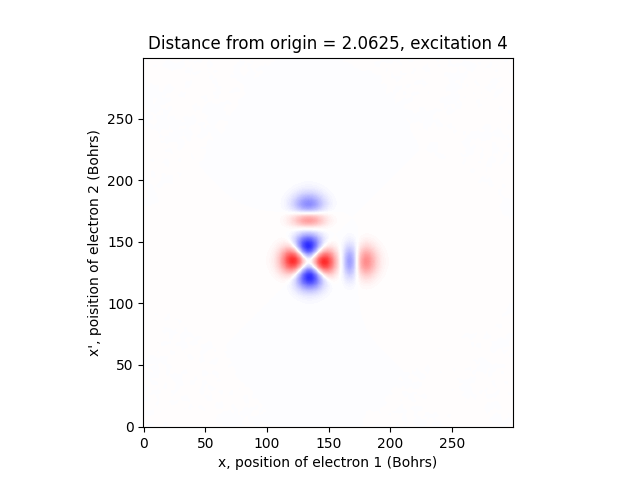 Distance from origin = 2.0625, excitation 4
x', poisition of electron 2 (Bohrs)
250
200
150
100
50
0
0 50 100 150 200 250
x, position of electron 1 (Bohrs)